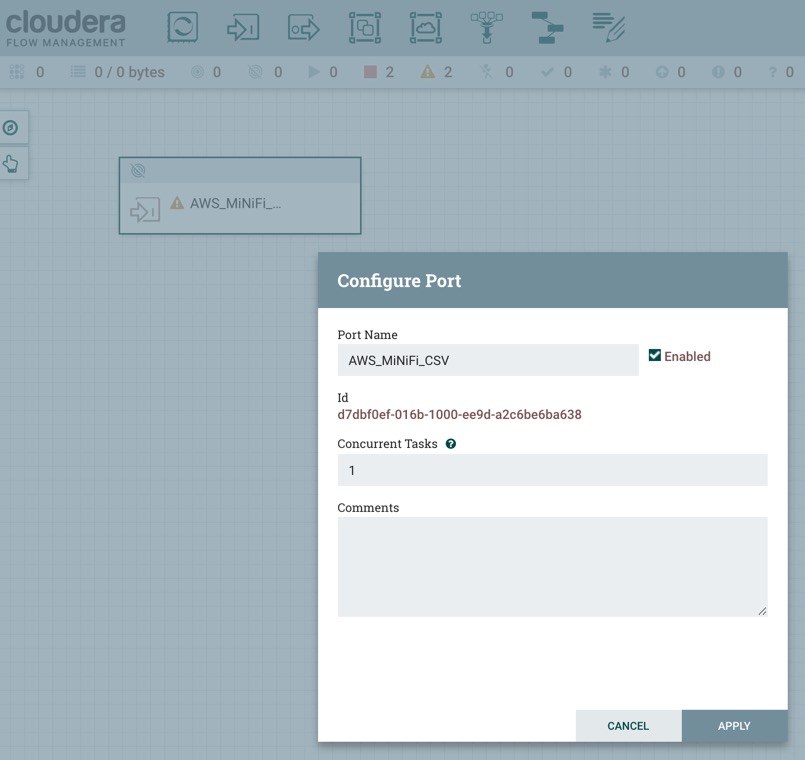 cloudera
FLOW MANAGEMENT
0 0 / 0 bytes 0 0 0 2 2 0 0 0 0 0 ? 0
AWS_MiNiFi_...
Configure Port
Port Name
AWS_MiNiFi_CSV
Enabled
Id
d7dbf0ef-016b-1000-ee9d-a2c6be6ba638
Concurrent Tasks ?
1
Comments
CANCEL APPLY